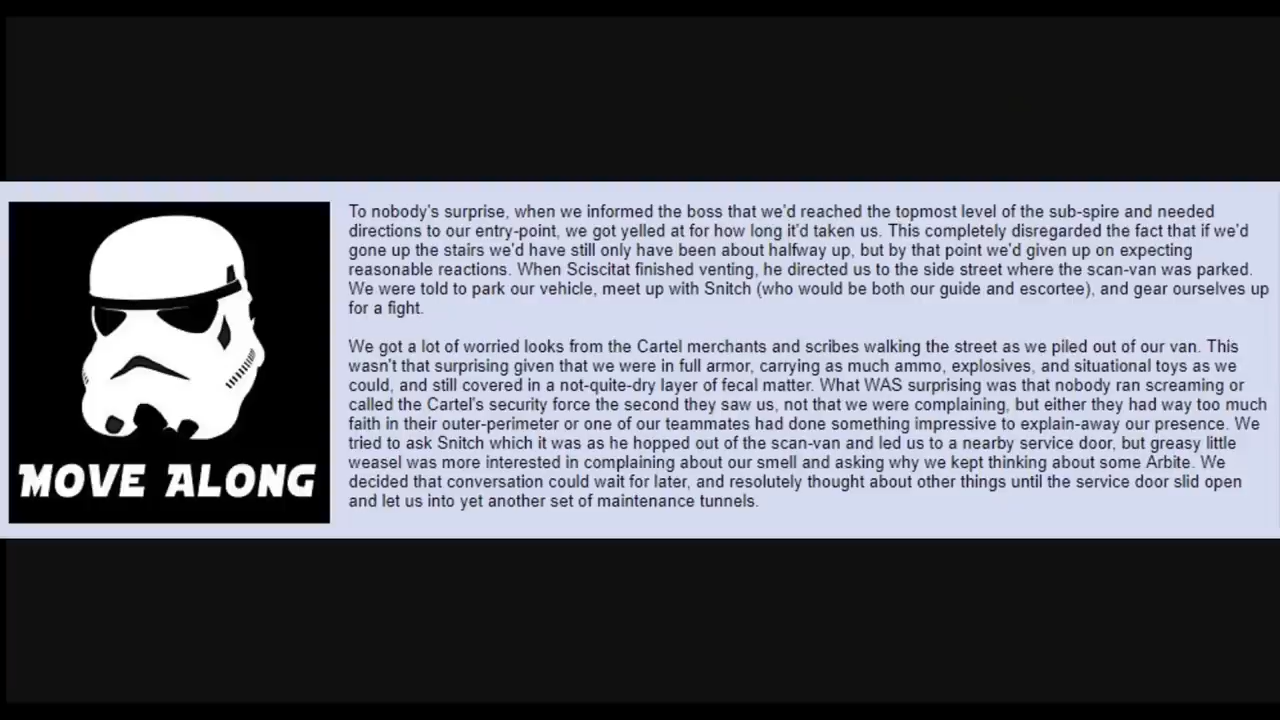 MOVE ALONG
To nobody's surprise, when we informed the boss that we'd reached the topmost level of the sub-spire and needed
directions to our entry-point, we got yelled at for how long it'd taken us. This completely disregarded the fact that if we'd
gone up the stairs we'd have still only have been about halfway up, but by that point we'd given up on expecting
reasonable reactions. When Sciscitat finished venting, he directed us to the side street where the scan-van was parked.
We were told to park our vehicle, meet up with Snitch (who would be both our guide and escortee), and gear ourselves up
for a fight.
We got a lot of worried looks from the Cartel merchants and scribes walking the street as we piled out of our van. This
wasn't that surprising given that we were in full armor, carrying as much ammo, explosives, and situational toys as we
could, and still covered in a not-quite-dry layer of fecal matter. What WAS surprising was that nobody ran screaming or
called the Cartel's security force the second they saw us, not that we were complaining, but either they had way too much
faith in their outer-perimeter or one of our teammates had done something impressive to explain-away our presence. We
tried to ask Snitch which it was as he hopped out of the scan-van and led us to a nearby service door, but greasy little
weasel was more interested in complaining about our smell and asking why we kept thinking about some Arbite. We
decided that conversation could wait for later, and resolutely thought about other things until the service door slid open
and let us into yet another set of maintenance tunnels.